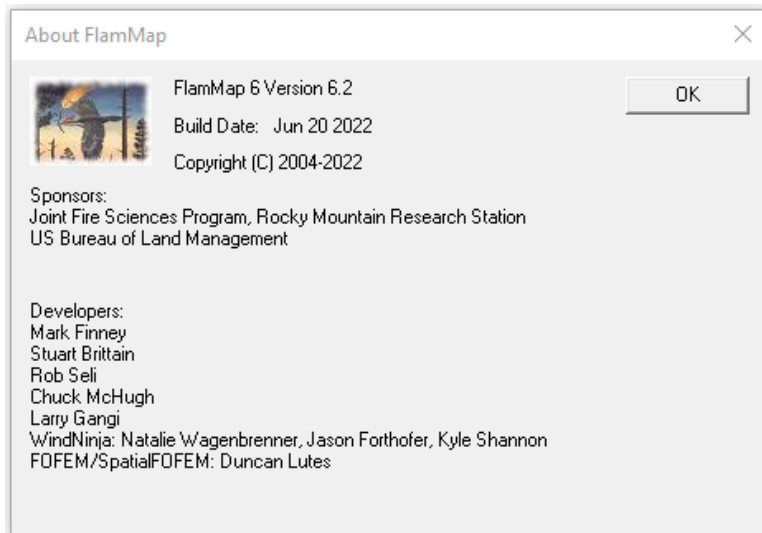 About FlamMap
FlamMap 6 Version 6.2
OK
Build Date: Jun 20 2022
Copyright (C) 2004-2022
Sponsors:
Joint Fire Sciences Program, Rocky Mountain Research Station
US Bureau of Land Management
Developers:
Mark Finney
Stuart Brittain
Rob Seli
Chuck McHugh
Larry Gangi
WindNinja: Natalie Wagenbrenner, Jason Forthofer, Kyle Shannon
FOFEM/SpatialFOFEM: Duncan Lutes